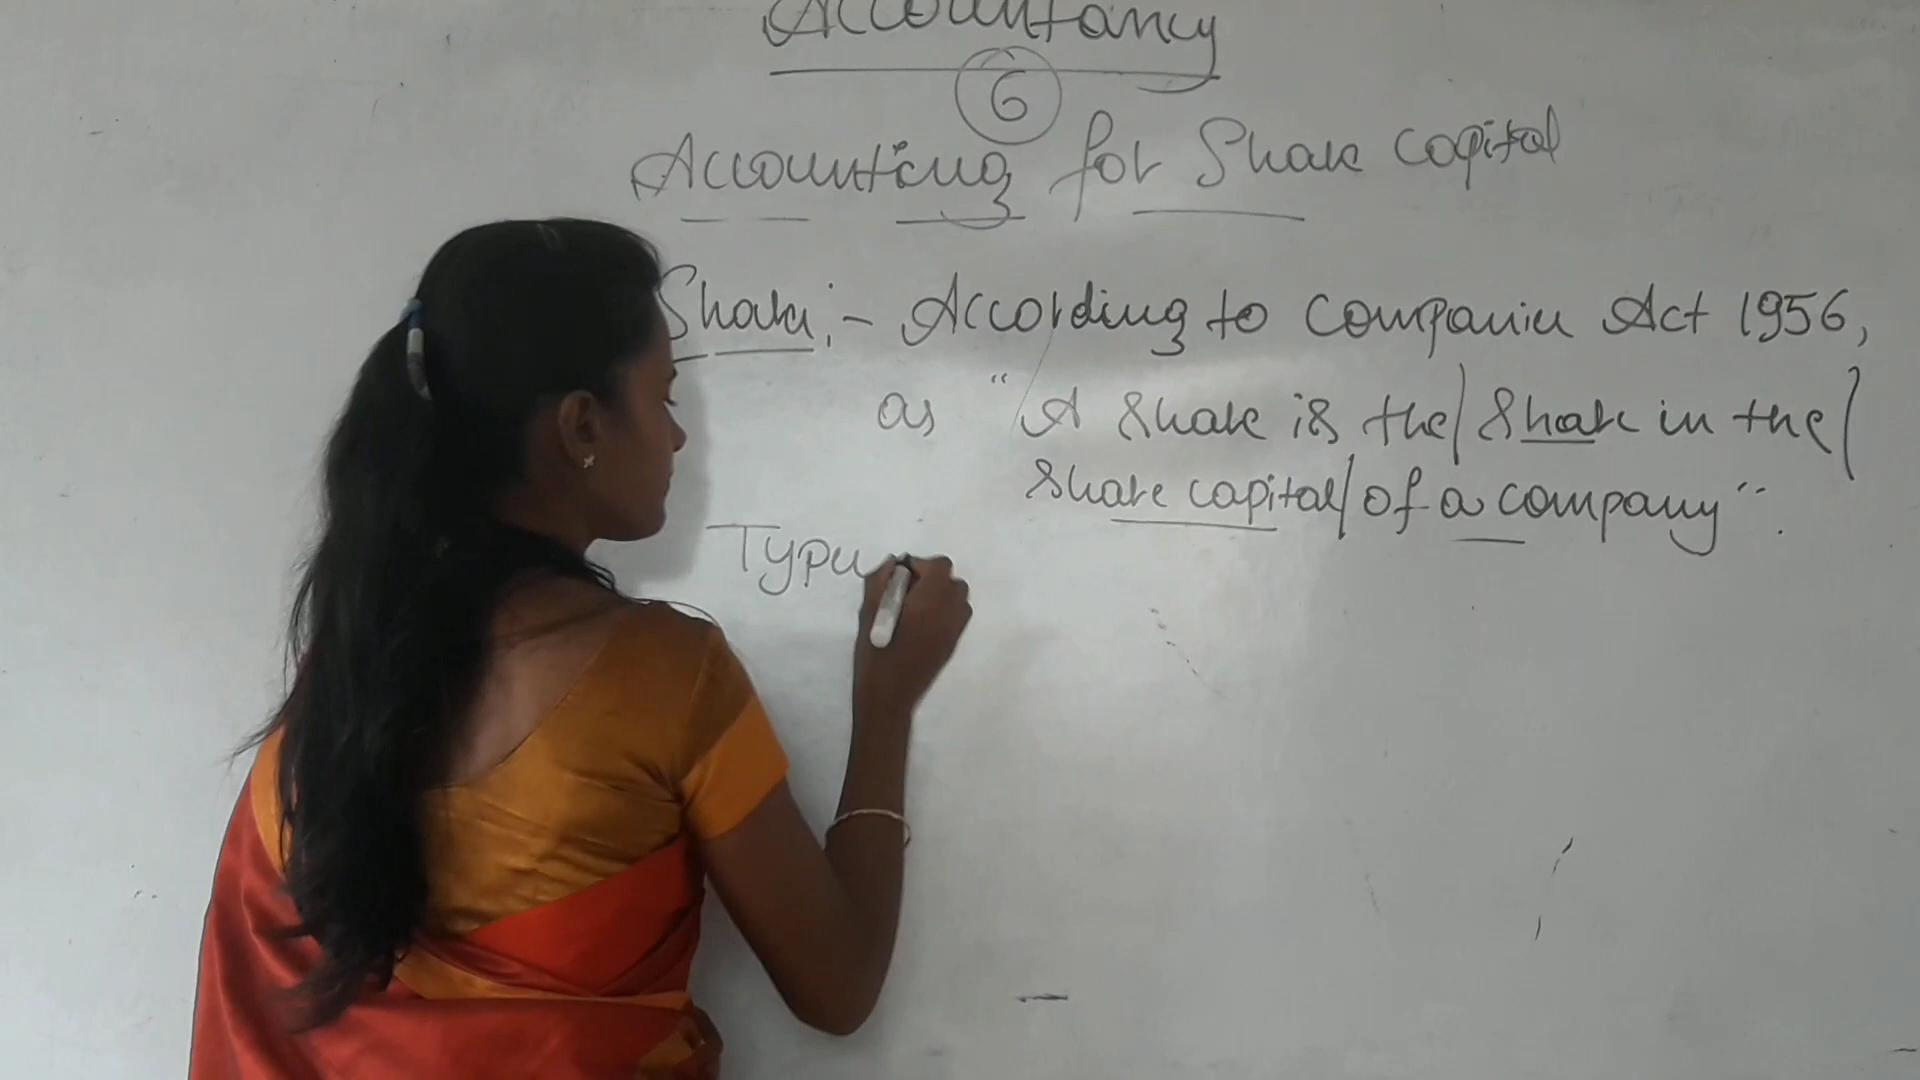 Accountancy
6
Accounting for Share capital
Share :- According to Companies Act 1956,
as "A share is the share in the
share capital of a company".
Types